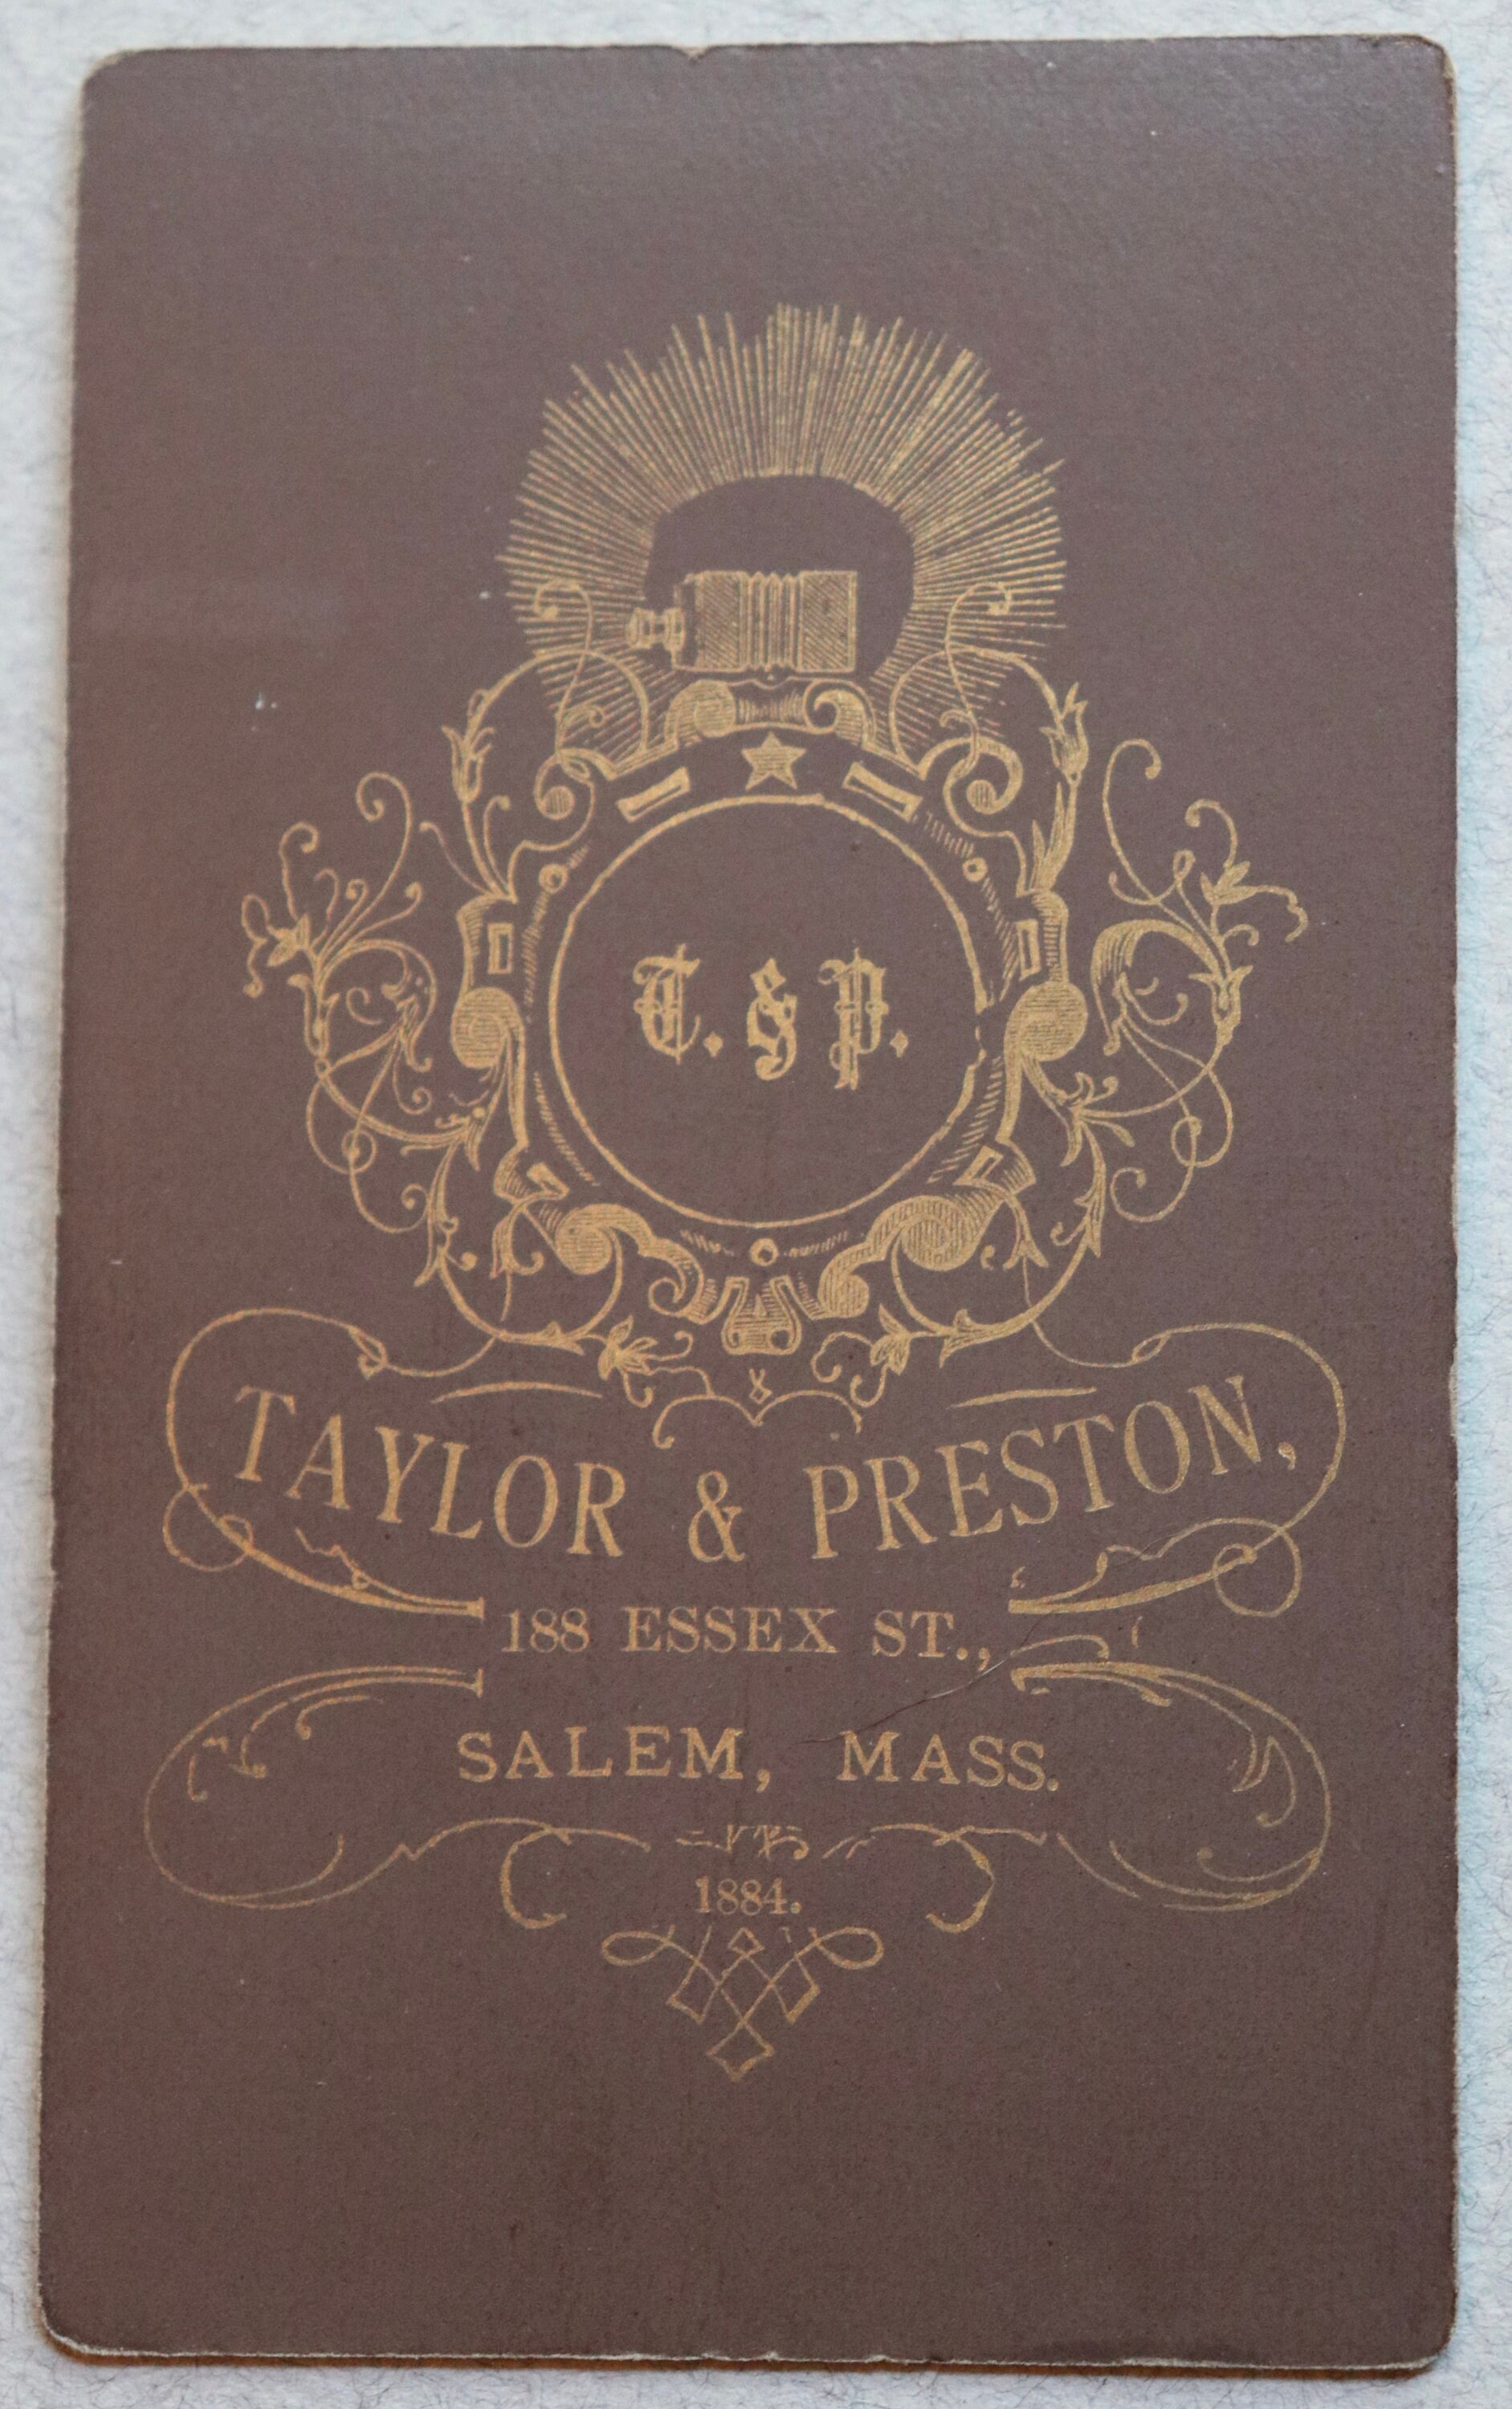 T. & P.
TAYLOR & PRESTON,
188 ESSEX ST.,
SALEM, MASS.
1884.